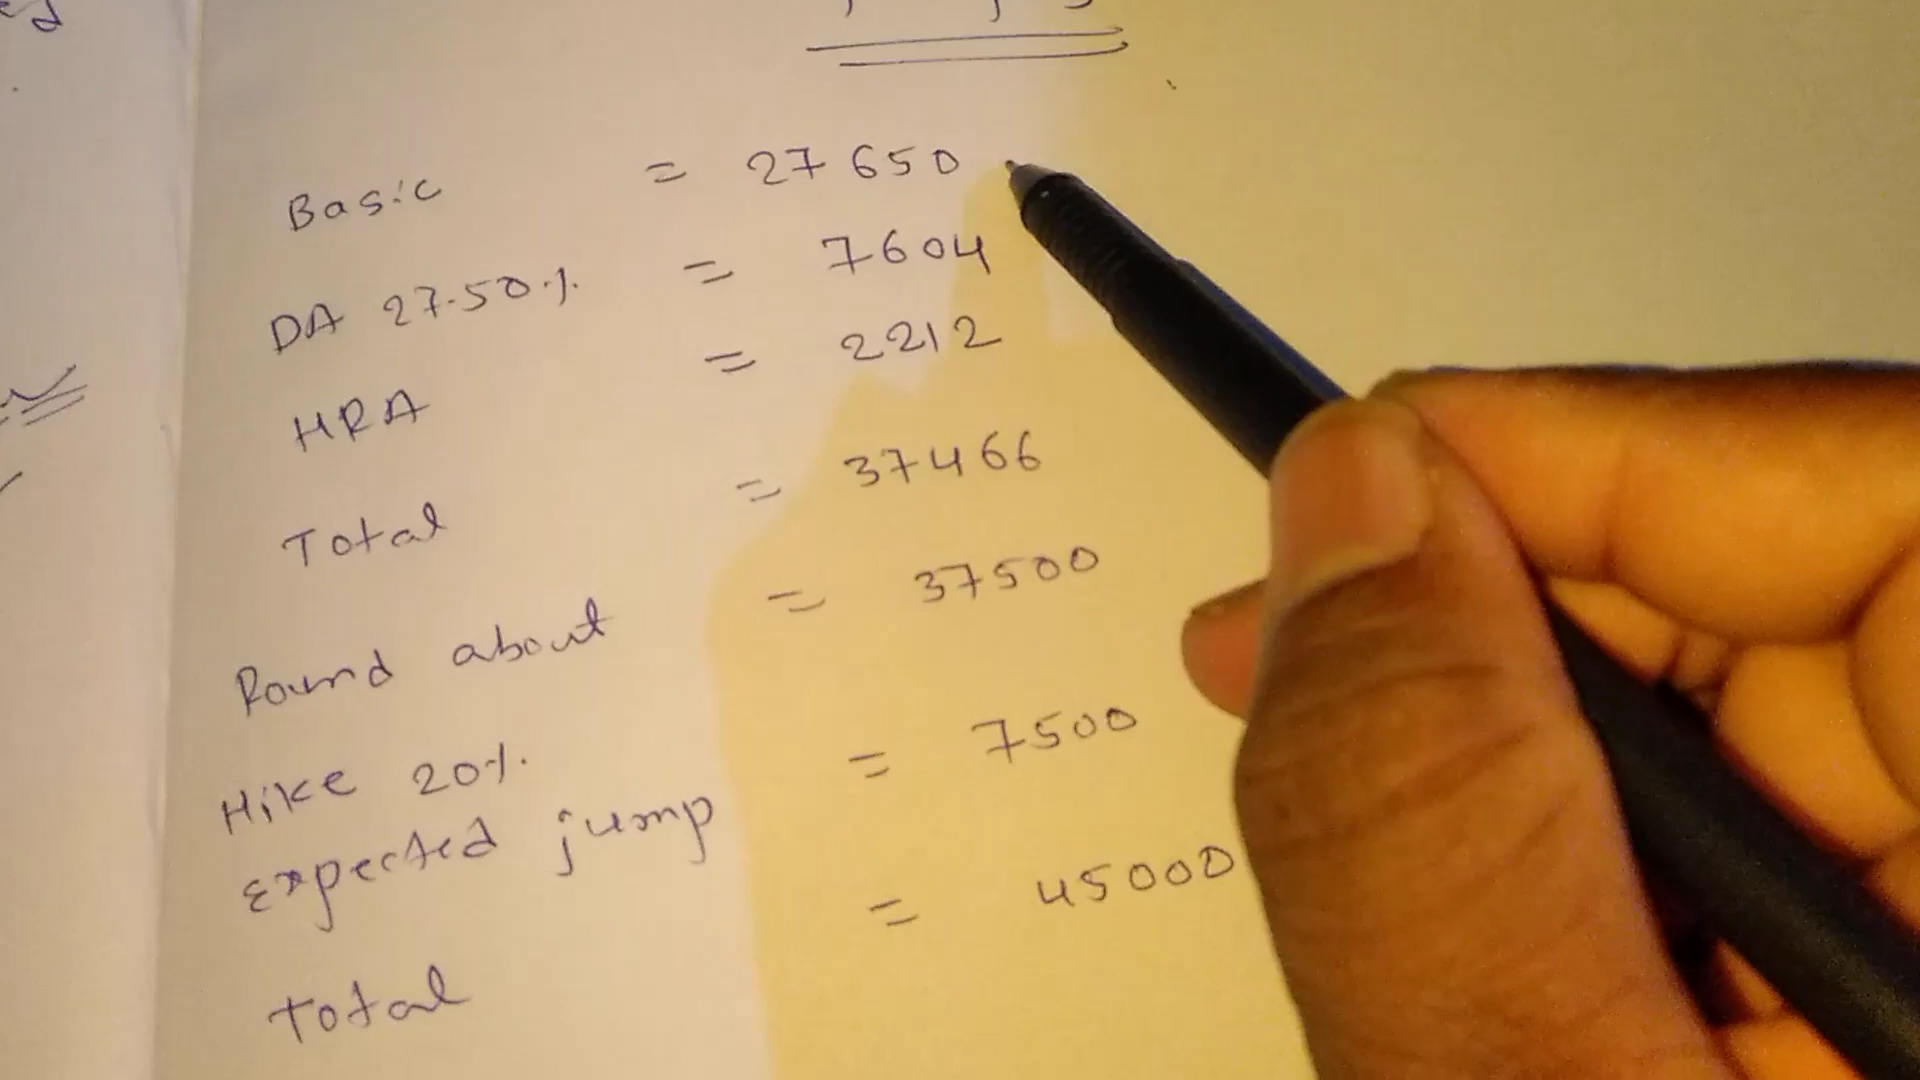 Basic = 27650
DA 27.50% = 7604
HRA = 2212
Total = 37466
Round about = 37500
Hike 20%
expected jump = 7500
Total = 45000